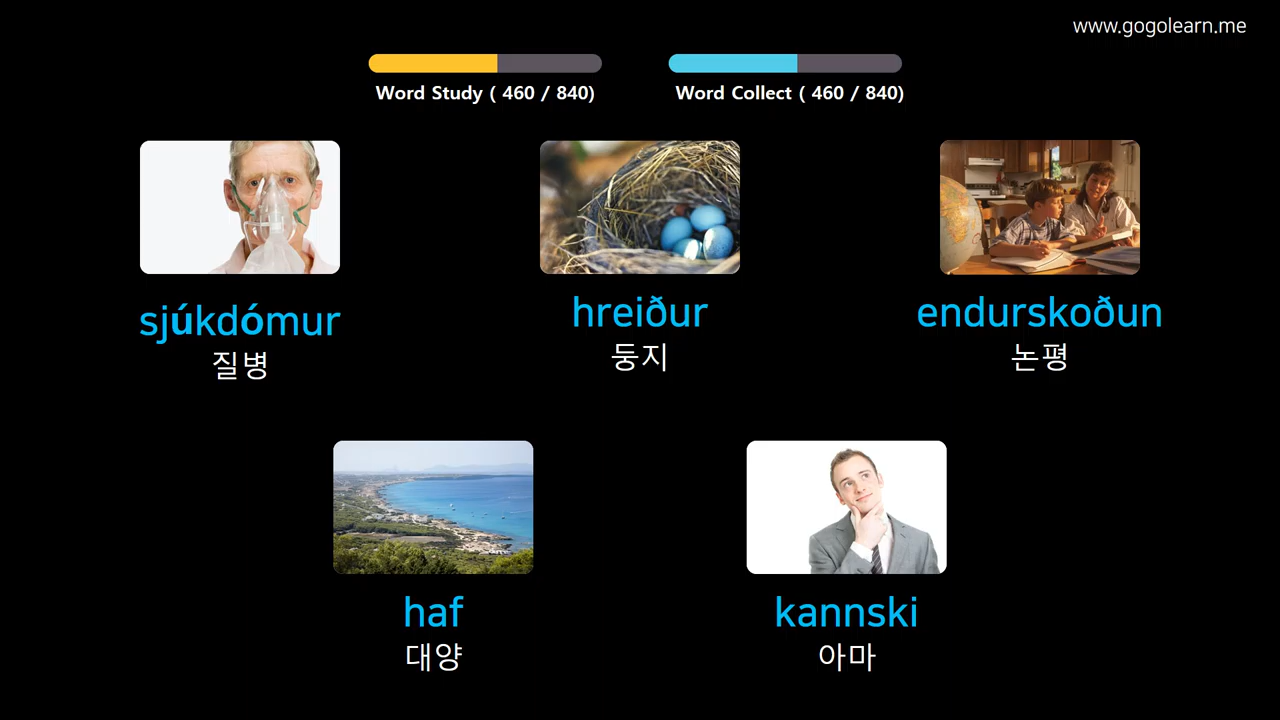 www.gogolearn.me
Word Study ( 460 / 840)
Word Collect ( 460 / 840)
sjúkdómur
질병
hreiður
둥지
endurskoðun
논평
haf
대양
kannski
아마